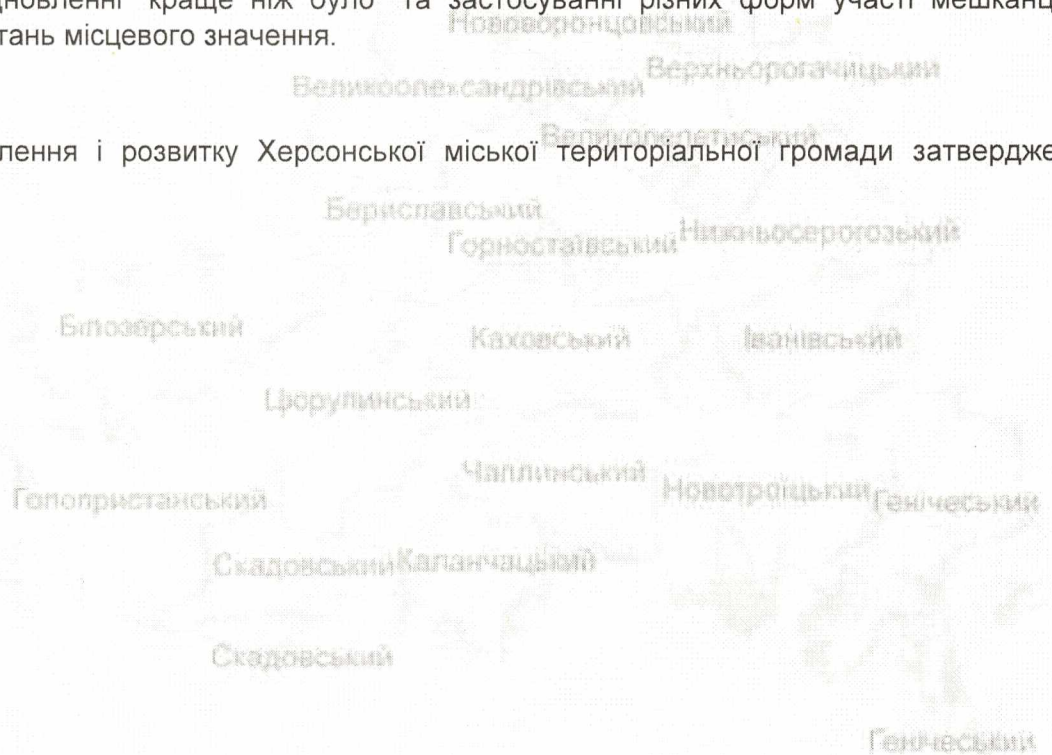 дновленні "краще ніж було" та застосуванні різних форм участі мешканц
Нововоронцовський
тань місцевого значення.
Верхньорогачицький
Великоолександрівський
Великолепетиський
лення і розвитку Херсонської міської територіальної громади затвердже
Бериславський
Горностаївський Нижньосерогозький
Білозерський
Каховський Іванівський
Цюрупинський
Чаплинський
Голопристанський Новотроїцький Генічеський
Скадовський Каланчацький
Скадовський
Генічеський